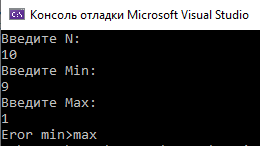 Консоль отладки Microsoft Visual Studio
Введите N:
10
Введите Min:
9
Введите Max:
1
Eror min>max